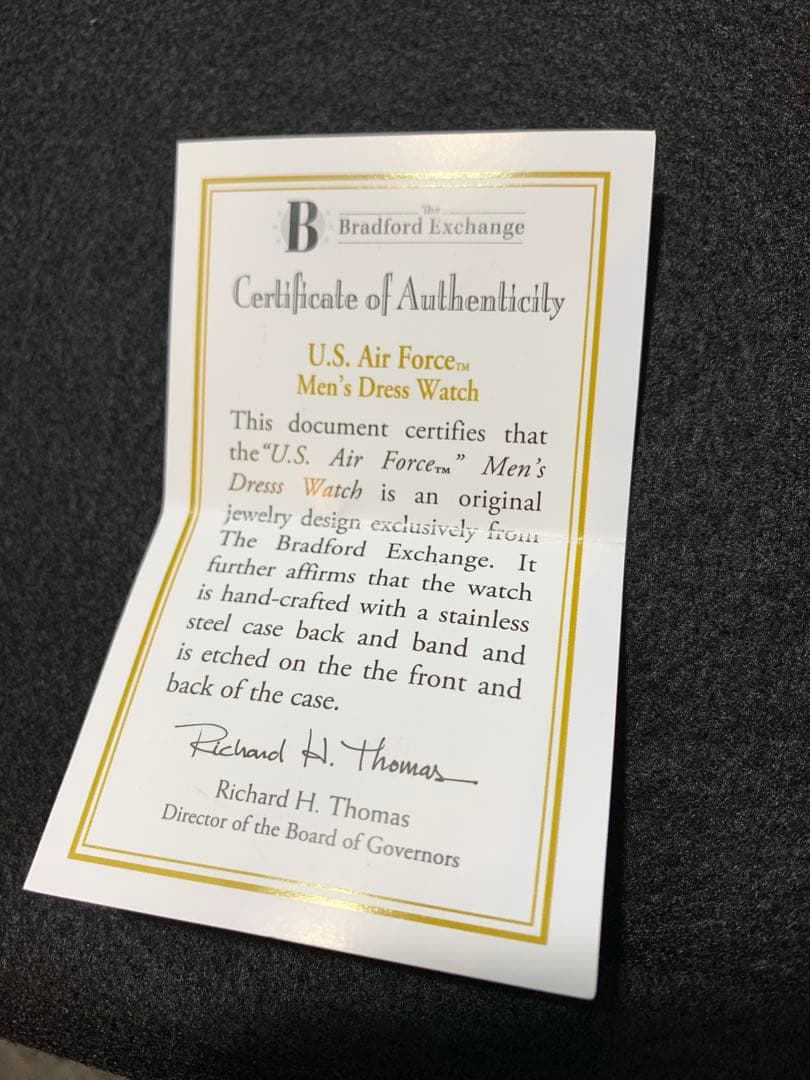 B
The
Bradford Exchange
Certificate of Authenticity
U.S. Air Force™
Men's Dress Watch
This document certifies that
the "U.S. Air Force™" Men's
Dresss Watch is an original
jewelry design exclusively from
The Bradford Exchange. It
further affirms that the watch
is hand-crafted with a stainless
steel case back and band and
is etched on the the front and
back of the case.
Richard H. Thomas
Richard H. Thomas
Director of the Board of Governors